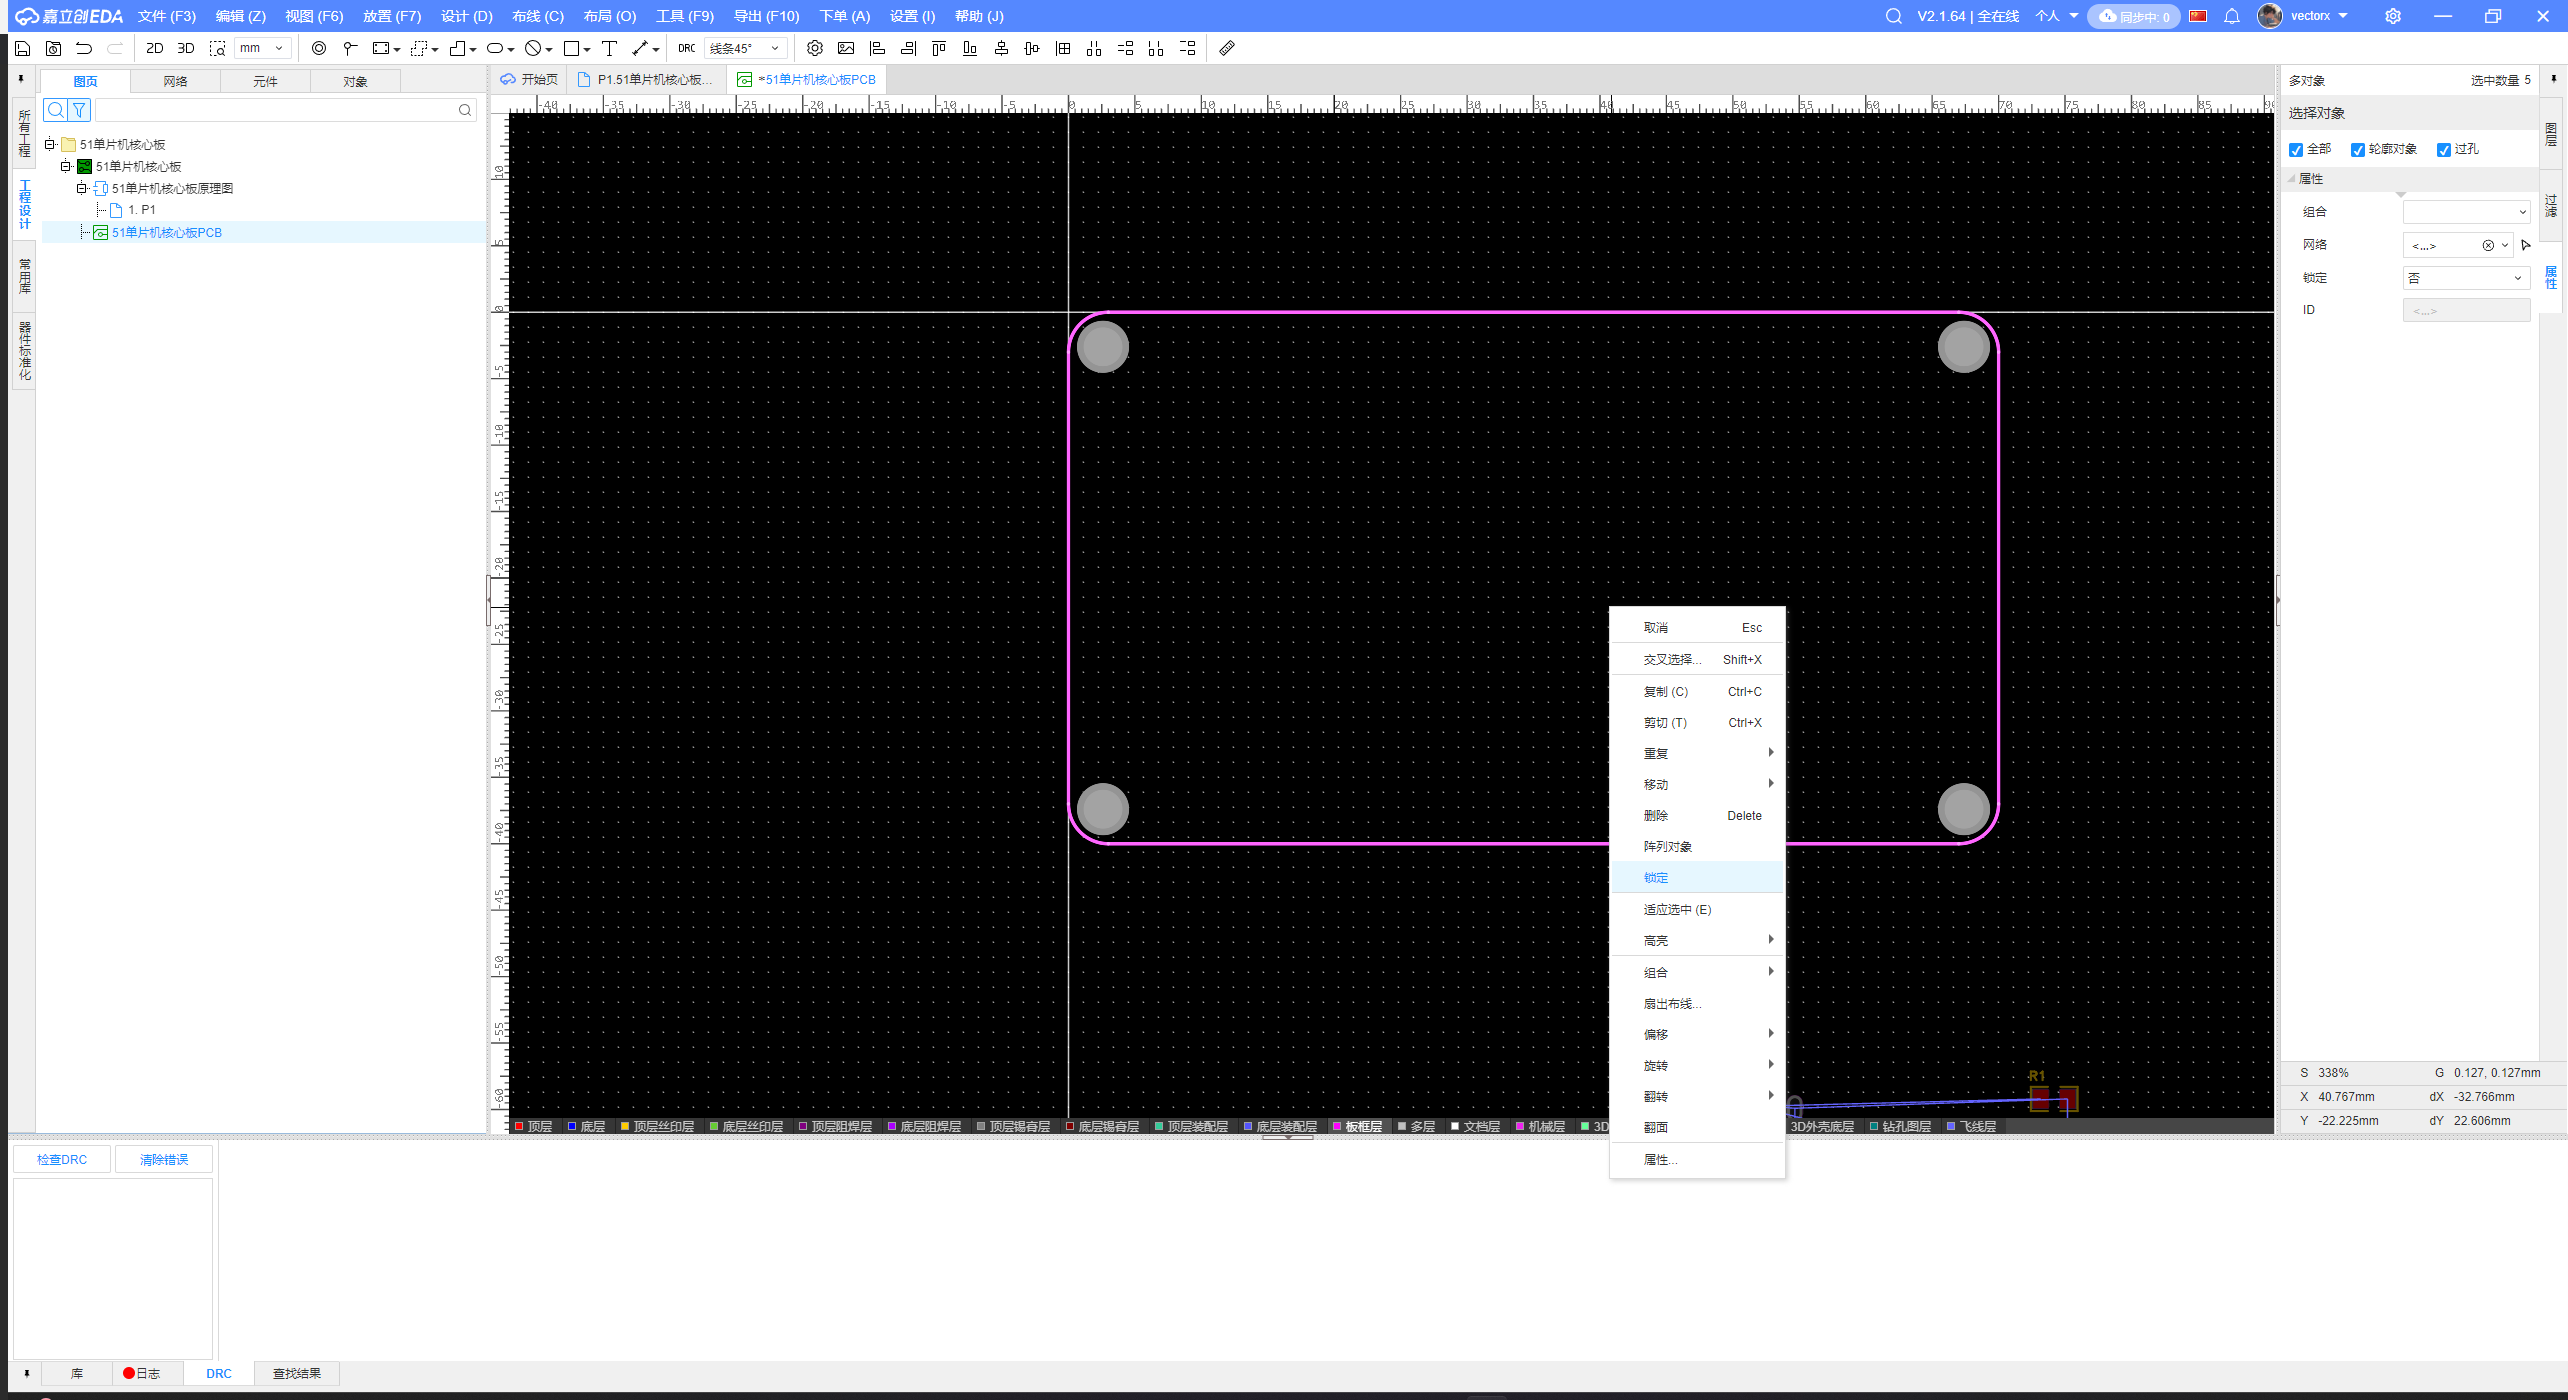 嘉立创EDA 文件 (F3) 编辑 (Z) 视图 (F6) 放置 (F7) 设计 (D) 布线 (C) 布局 (O) 工具 (F9) 导出 (F10) 下单 (A) 设置 (I) 帮助 (J) V2.1.64 | 全在线 个人 同步中: 0 vectorx
2D 3D mm DRC 线条45°
图页 网络 元件 对象
开始页 P1.51单片机核心板... *51单片机核心板PCB
多对象 选中数量 5
所有工程
工程设计
常用库
器件标准化
51单片机核心板
51单片机核心板
51单片机核心板原理图
1. P1
51单片机核心板PCB
-40 -35 -30 -25 -20 -15 -10 -5 0 5 10 15 20 25 30 35 40 45 50 55 60 65 70 75 80 85 90
10
5
0
-5
-10
-15
-20
-25
-30
-35
-40
-45
-50
-55
-60
取消 Esc
交叉选择... Shift+X
复制 (C) Ctrl+C
剪切 (T) Ctrl+X
重复
移动
删除 Delete
阵列对象
锁定
适应选中 (E)
高亮
组合
扇出布线...
偏移
旋转
翻转
翻面
属性...
R1
顶层 底层 顶层丝印层 底层丝印层 顶层阻焊层 底层阻焊层 顶层锡膏层 底层锡膏层 顶层装配层 底层装配层 板框层 多层 文档层 机械层 3D 3D外壳底层 钻孔图层 飞线层
选择对象
全部 轮廓对象 过孔
属性
组合
网络 <...>
锁定 否
ID <...>
图层
过滤
属性
S 338% G 0.127, 0.127mm
X 40.767mm dX -32.766mm
Y -22.225mm dY 22.606mm
检查DRC 清除错误
库 日志 DRC 查找结果